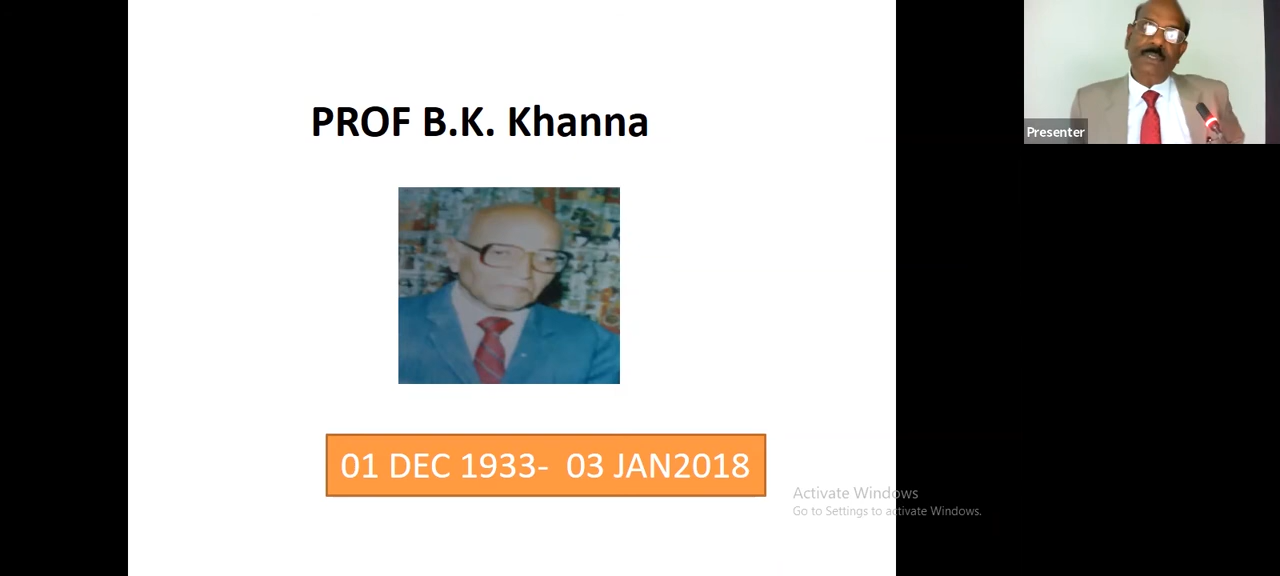 PROF B.K. Khanna
Presenter
01 DEC 1933-  03 JAN2018
Activate Windows
Go to Settings to activate Windows.